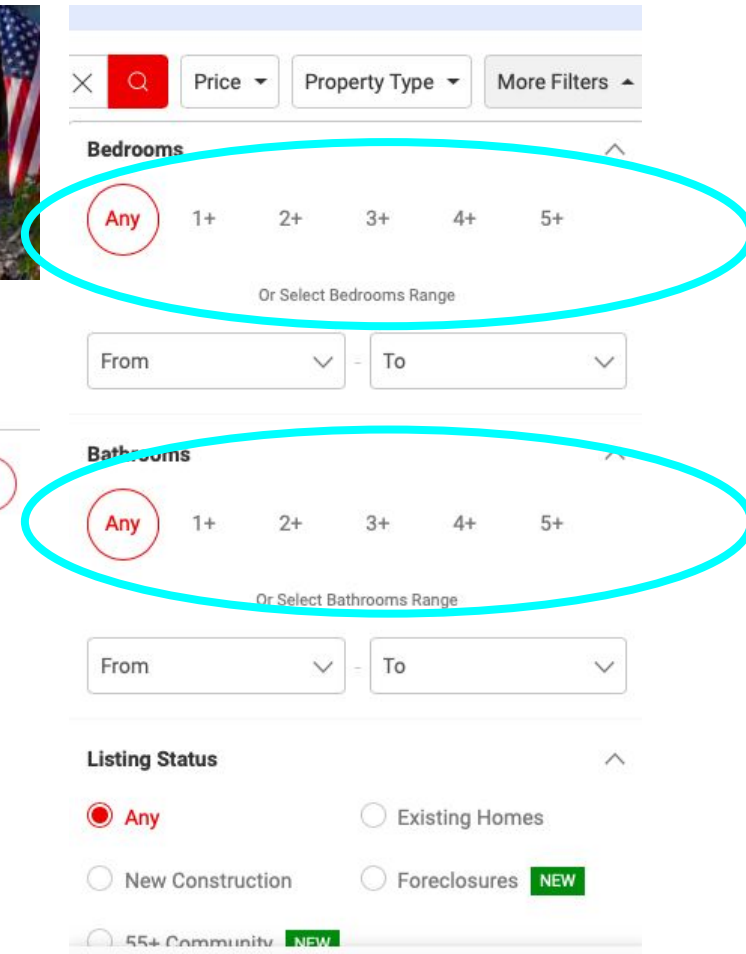 Price Property Type More Filters
Bedrooms
Any 1+ 2+ 3+ 4+ 5+
Or Select Bedrooms Range
From - To
Bathrooms
Any 1+ 2+ 3+ 4+ 5+
Or Select Bathrooms Range
From - To
Listing Status
Any Existing Homes
New Construction Foreclosures NEW
55+ Community NEW